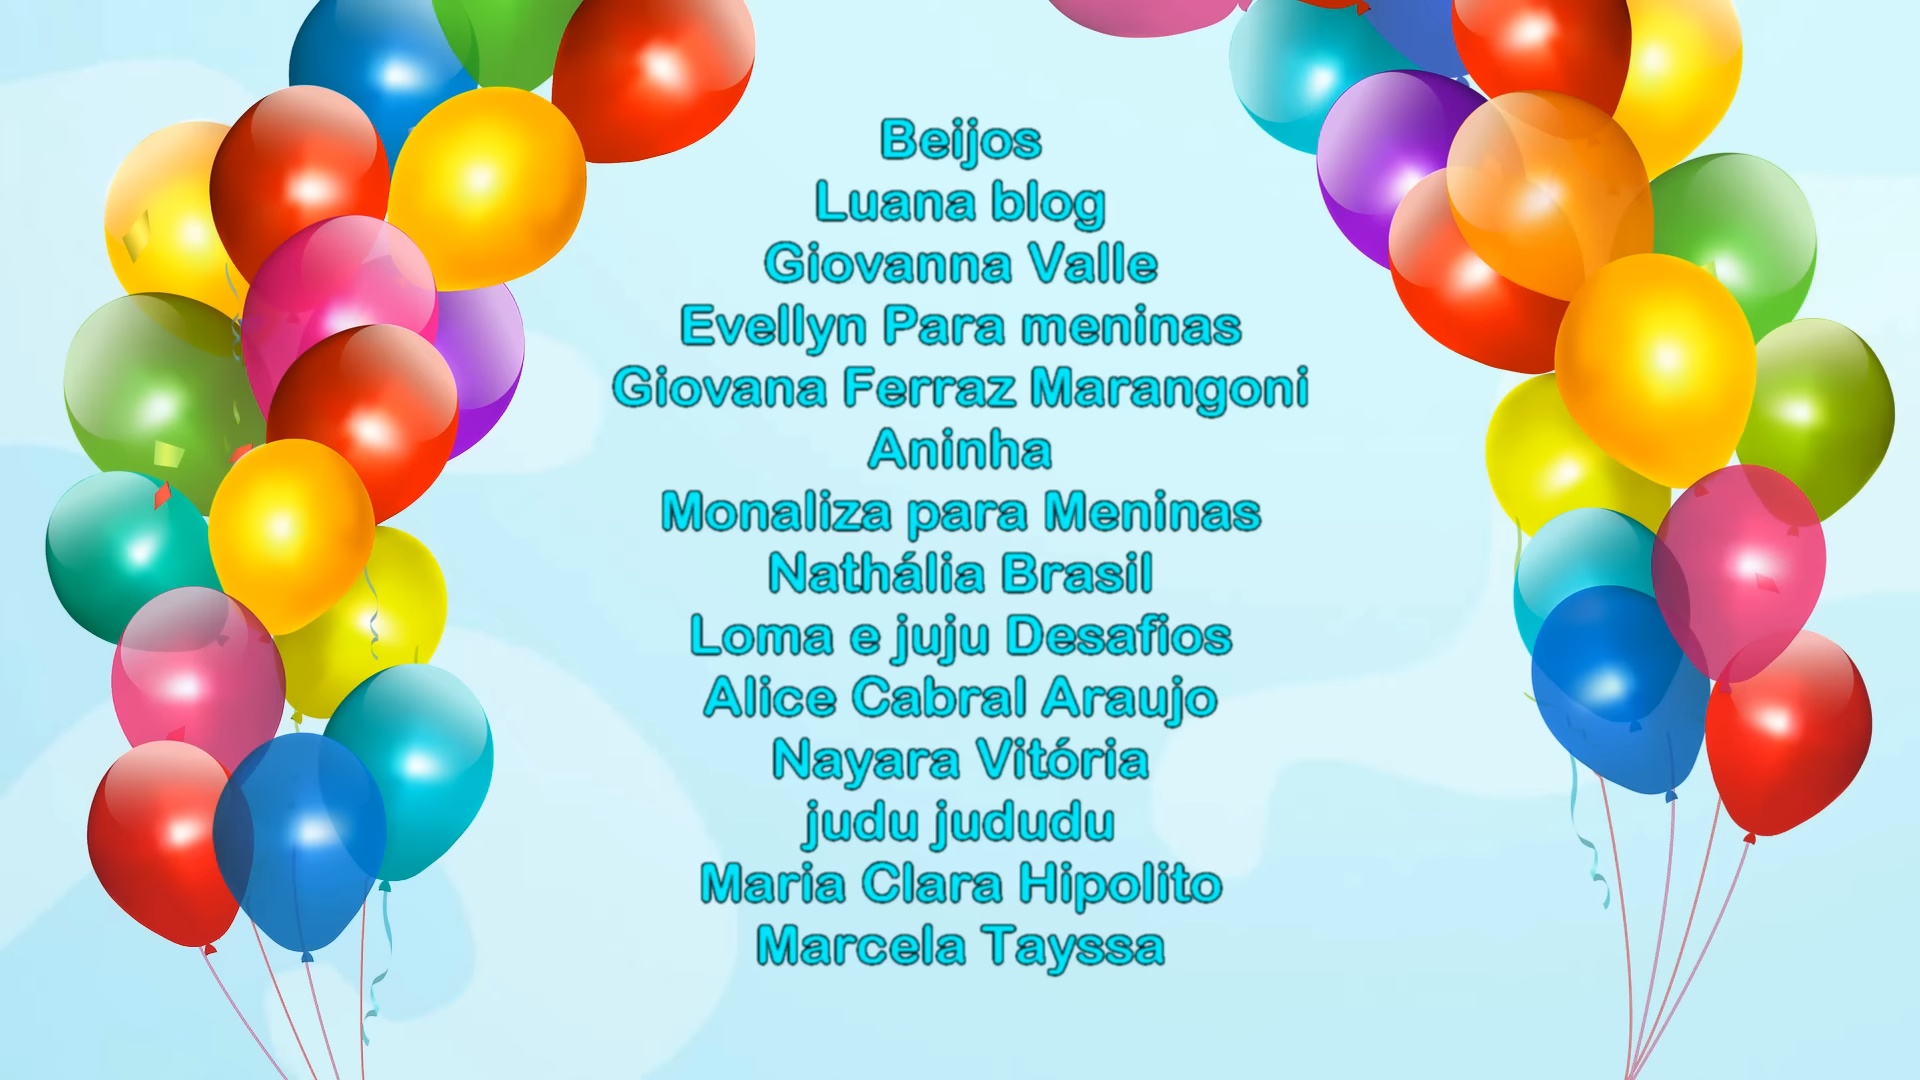 Beijos
Luana blog
Giovanna Valle
Evellyn Para meninas
Giovana Ferraz Marangoni
Aninha
Monaliza para Meninas
Nathália Brasil
Loma e juju Desafios
Alice Cabral Araujo
Nayara Vitória
judu jududu
Maria Clara Hipolito
Marcela Tayssa